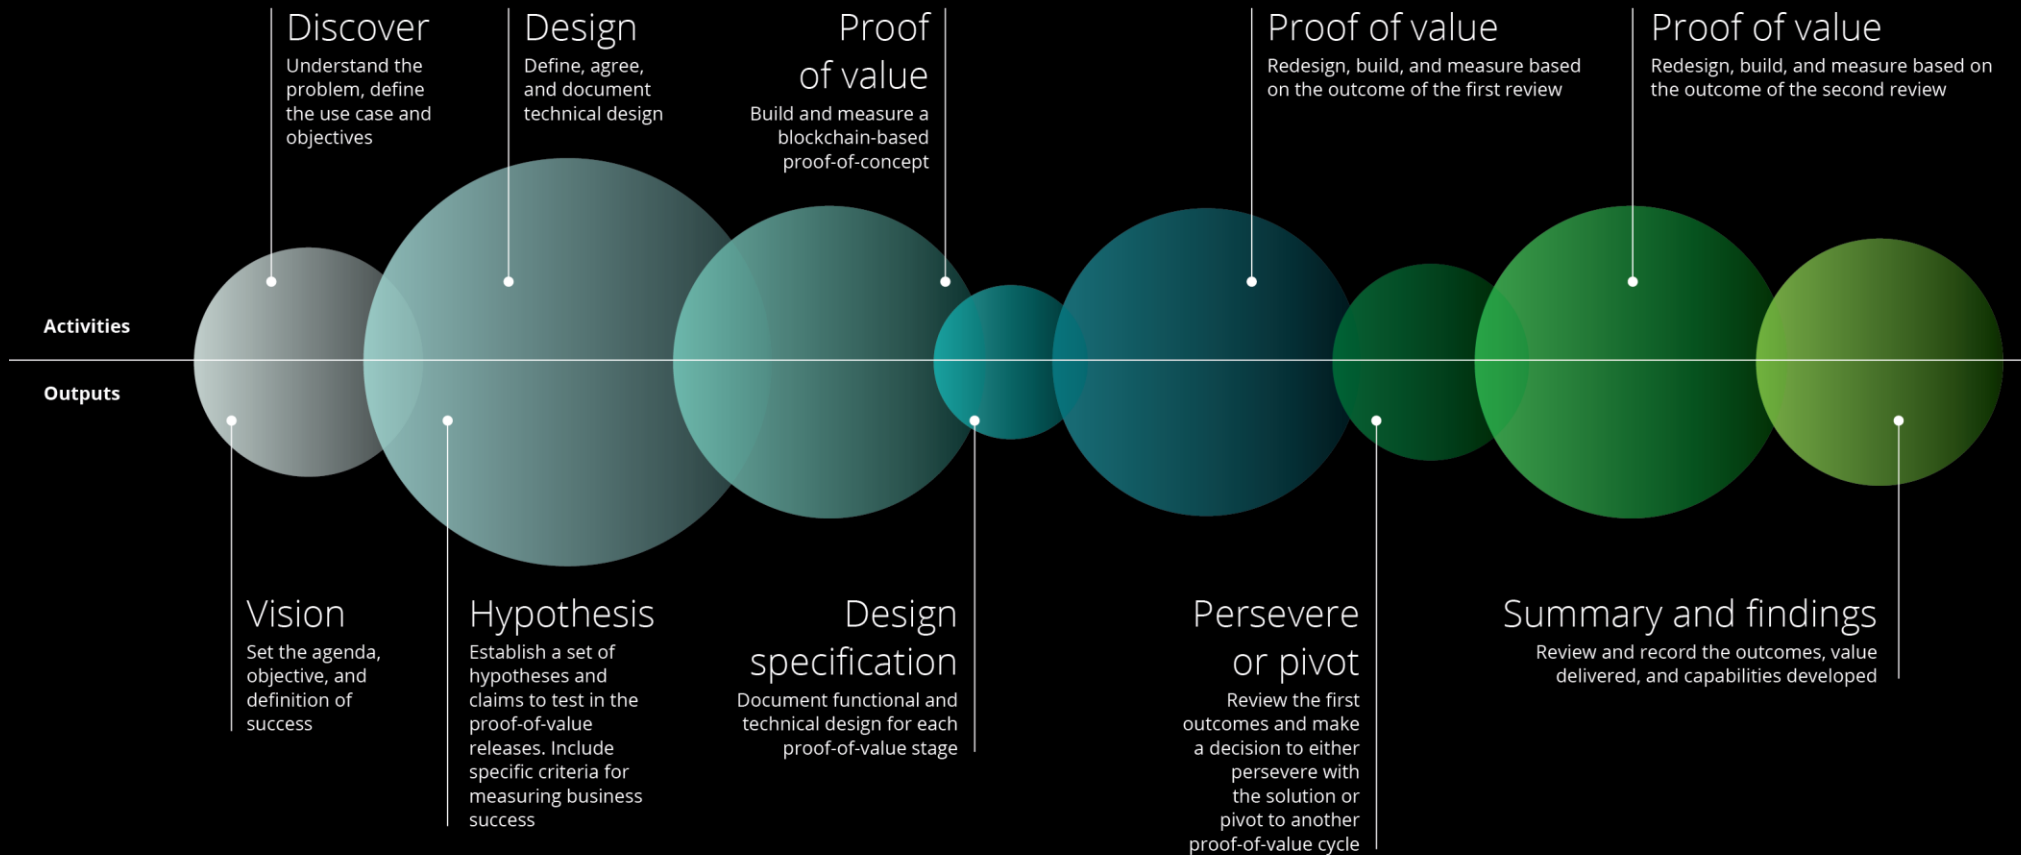 Discover
Understand the
problem, define
the use case and
objectives
Design
Define, agree,
and document
technical design
Proof
of value
Build and measure a
blockchain-based
proof-of-concept
Proof of value
Redesign, build, and measure based
on the outcome of the first review
Proof of value
Redesign, build, and measure based on
the outcome of the second review
Activities
Outputs
Vision
Set the agenda,
objective, and
definition of
success
Hypothesis
Establish a set of
hypotheses and
claims to test in the
proof-of-value
releases. Include
specific criteria for
measuring business
success
Design
specification
Document functional and
technical design for each
proof-of-value stage
Persevere
or pivot
Review the first
outcomes and make
a decision to either
persevere with
the solution or
pivot to another
proof-of-value cycle
Summary and findings
Review and record the outcomes, value
delivered, and capabilities developed